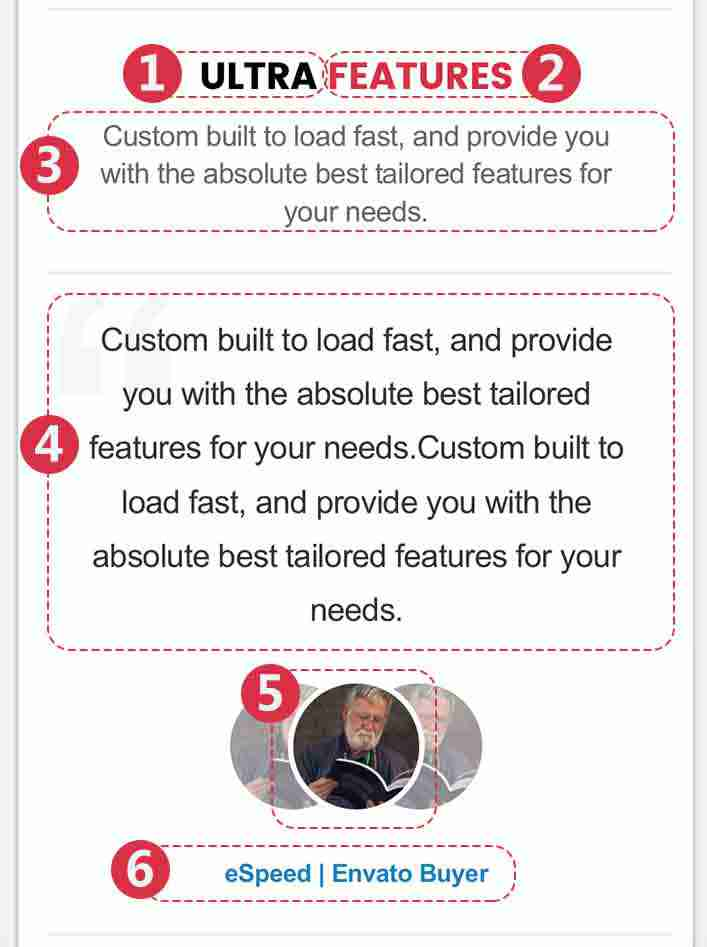 1 ULTRA FEATURES 2
3
Custom built to load fast, and provide you
with the absolute best tailored features for
your needs.
“
Custom built to load fast, and provide
you with the absolute best tailored
4 features for your needs.Custom built to
load fast, and provide you with the
absolute best tailored features for your
needs.
5
6 eSpeed | Envato Buyer